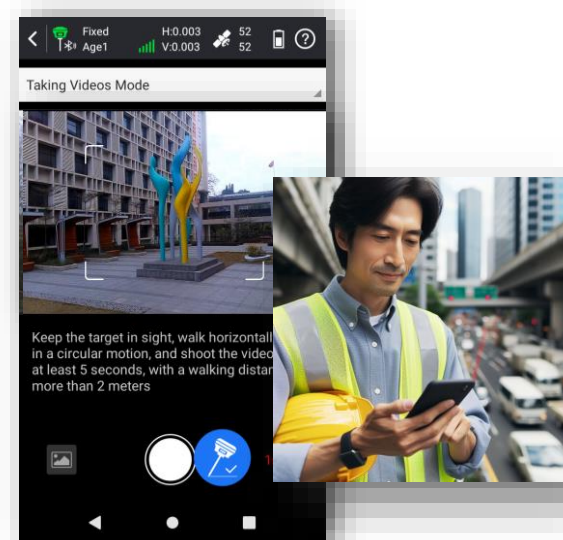 Fixed
Age1
H:0.003
V:0.003
52
52
Taking Videos Mode
Keep the target in sight, walk horizontall
in a circular motion, and shoot the video
at least 5 seconds, with a walking distan
more than 2 meters